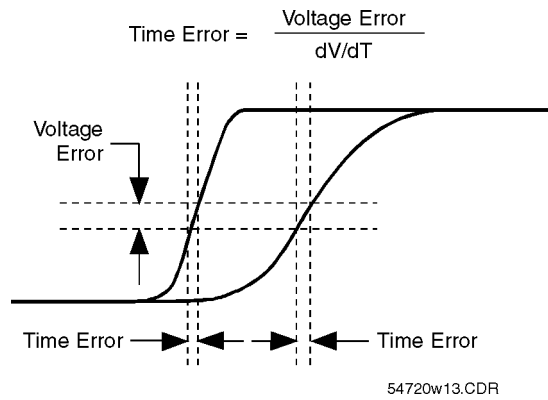 Time Error = Voltage Error
dV/dT
Voltage
Error
Time Error
Time Error
54720w13.CDR